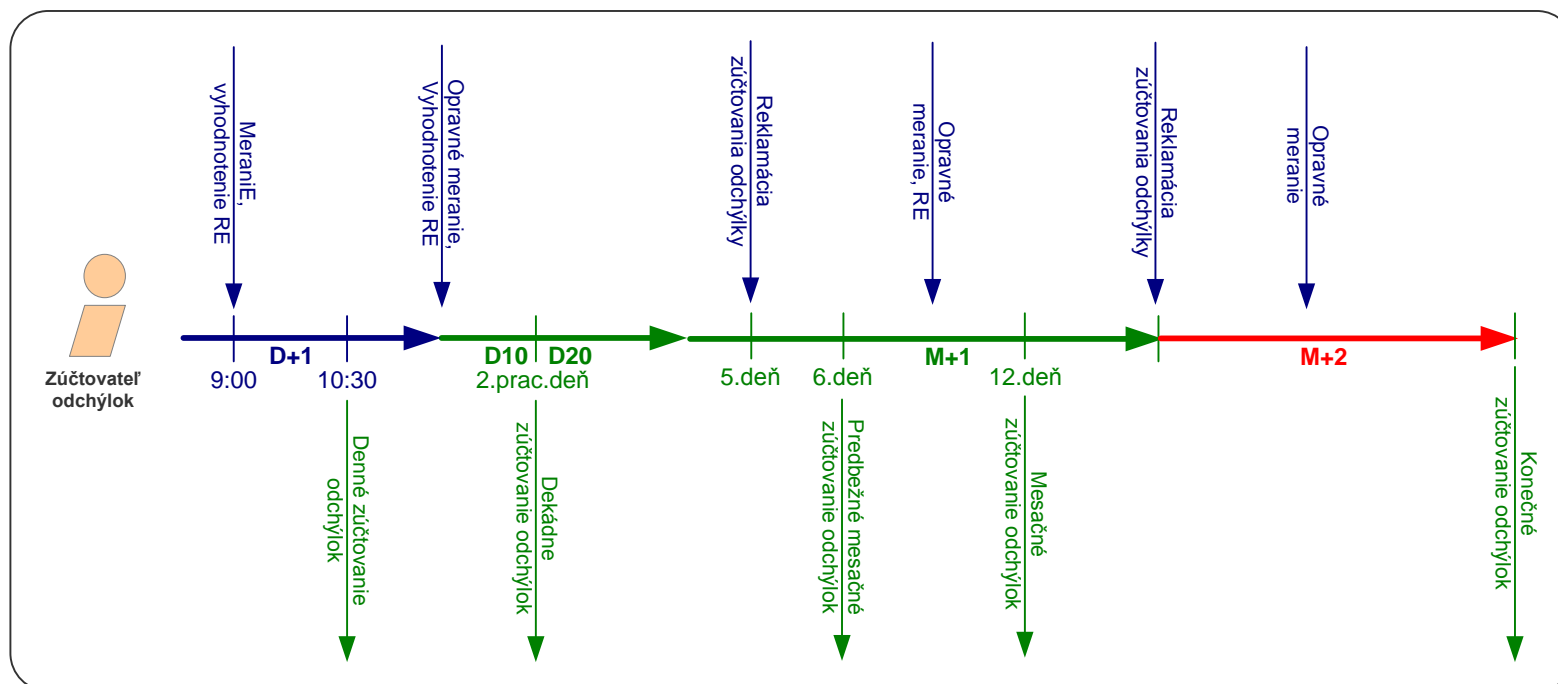 MeraniE,
vyhodnotenie RE
Opravné meranie,
Vyhodnotenie RE
Reklamácia
zúčtovania odchýlky
Opravné
meranie, RE
Reklamácia
zúčtovania odchýlky
Opravné
meranie
Zúčtovateľ
odchýlok
D+1
9:00
10:30
D10
D20
2.prac.deň
M+1
5.deň
6.deň
12.deň
M+2
Denné zúčtovanie
odchýlok
Dekádne
zúčtovanie odchýlok
Predbežné mesačné
zúčtovanie odchýlok
Mesačné
zúčtovanie odchýlok
Konečné
zúčtovanie odchýlok